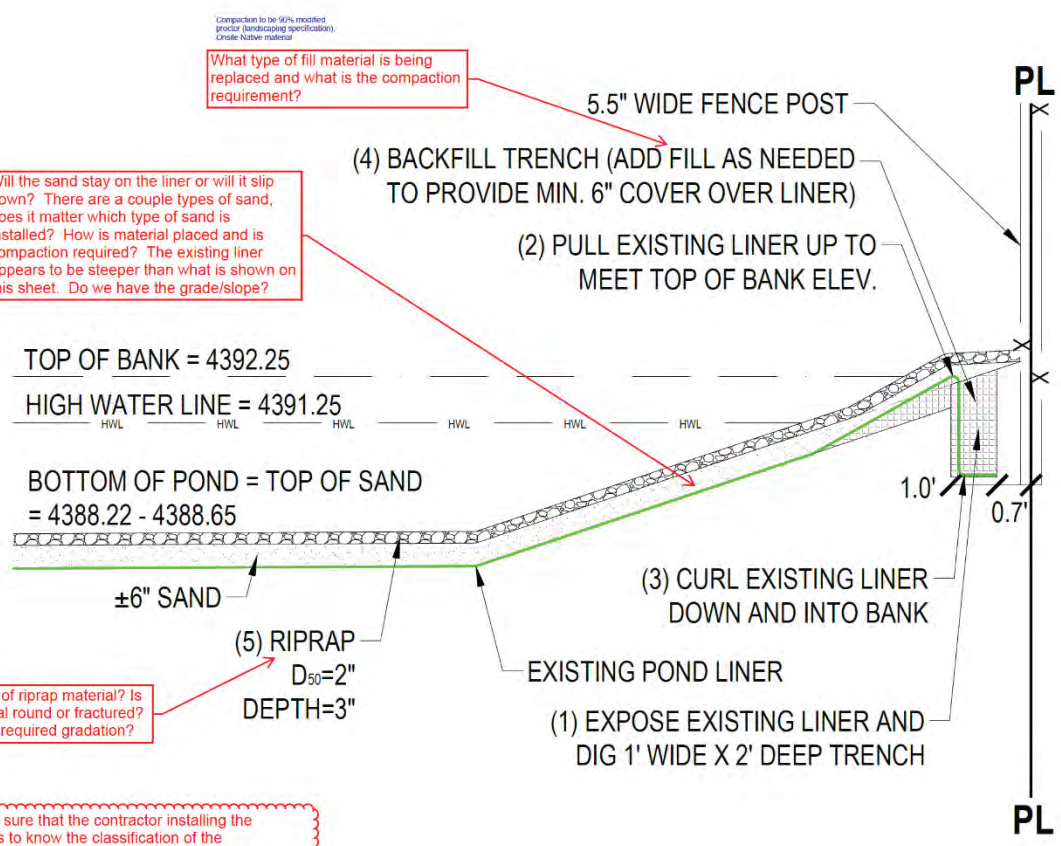 Compaction to be 90% modified
proctor (landscaping specification).
Onsite Native material
What type of fill material is being
replaced and what is the compaction
requirement?
PL
5.5" WIDE FENCE POST
(4) BACKFILL TRENCH (ADD FILL AS NEEDED
TO PROVIDE MIN. 6" COVER OVER LINER)
ill the sand stay on the liner or will it slip
own? There are a couple types of sand,
oes it matter which type of sand is
nstalled? How is material placed and is
ompaction required? The existing liner
ppears to be steeper than what is shown on
is sheet. Do we have the grade/slope?
(2) PULL EXISTING LINER UP TO
MEET TOP OF BANK ELEV.
TOP OF BANK = 4392.25
HIGH WATER LINE = 4391.25
HWL HWL HWL HWL HWL HWL
BOTTOM OF POND = TOP OF SAND
= 4388.22 - 4388.65
1.0'
0.7'
±6" SAND
(3) CURL EXISTING LINER
DOWN AND INTO BANK
(5) RIPRAP
D50=2"
DEPTH=3"
EXISTING POND LINER
of riprap material? Is
al round or fractured?
required gradation?
(1) EXPOSE EXISTING LINER AND
DIG 1' WIDE X 2' DEEP TRENCH
sure that the contractor installing the
s to know the classification of the
PL